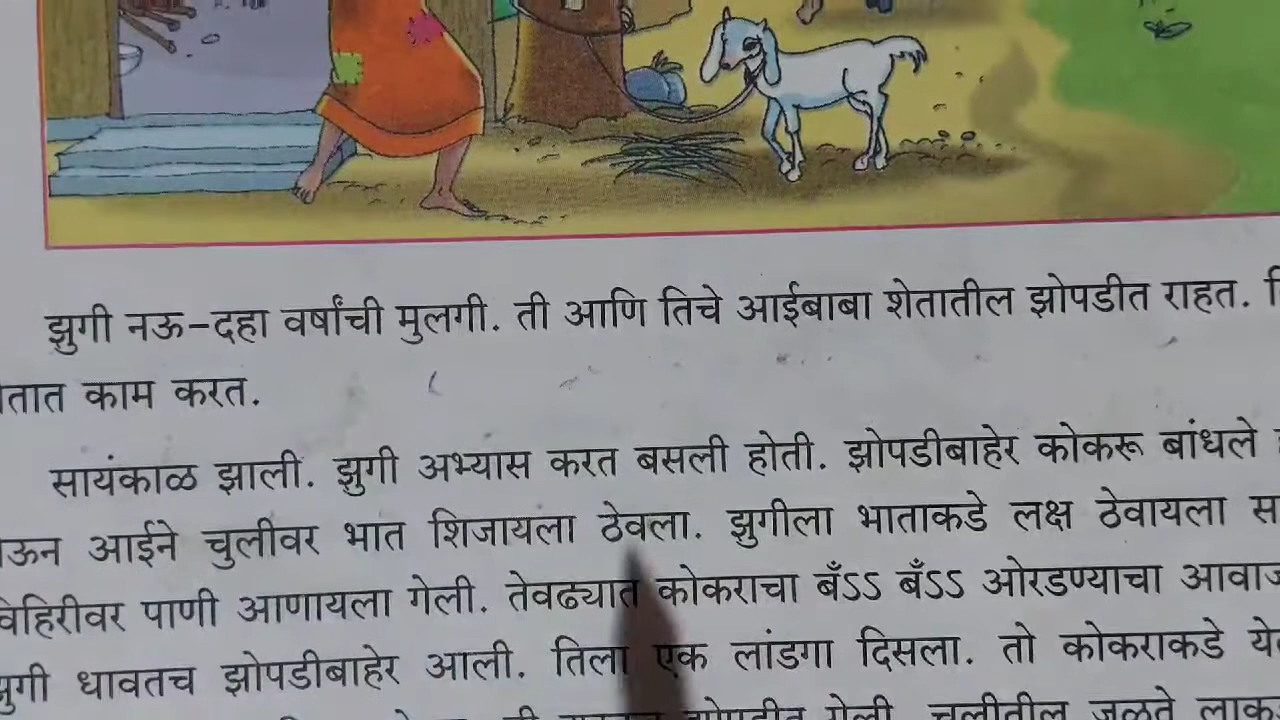 झुगी नऊ-दहा वर्षांची मुलगी. ती आणि तिचे आईबाबा शेतातील झोपडीत राहत.
काम करत.
सायंकाळ झाली. झुगी अभ्यास करत बसली होती. झोपडीबाहेर कोकरू बांधले
आईने चुलीवर भात शिजायला ठेवला. झुगीला भाताकडे लक्ष ठेवायला
विहिरीवर पाणी आणायला गेली. तेवढ्यात कोकराचा बँऽऽ बँऽऽ ओरडण्याचा आवाज
झुगी धावतच झोपडीबाहेर आली. तिला एक लांडगा दिसला. तो कोकराकडे
गेली. चुलीतील जळते